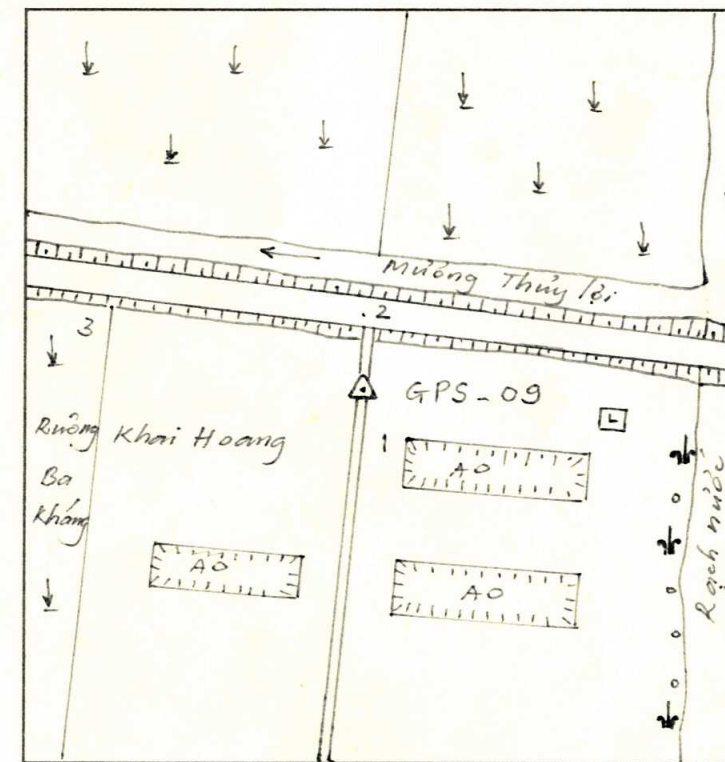 Mương Thủy lợi
.2
3
GPS-09
L
Ruộng
Ba
Kháng
Khai Hoang
1
AO
AO
AO
Rạch nước